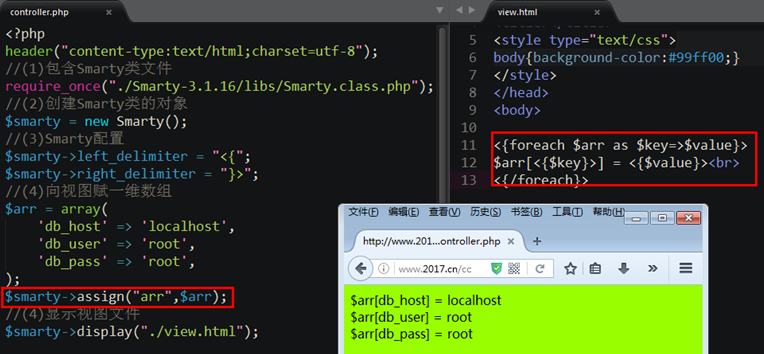 controller.php
<?php
header("content-type:text/html;charset=utf-8");
//(1)包含Smarty类文件
require_once("./Smarty-3.1.16/libs/Smarty.class.php");
//(2)创建Smarty类的对象
$smarty = new Smarty();
//(3)Smarty配置
$smarty->left_delimiter = "<{";
$smarty->right_delimiter = "}>";
//(4)向视图赋一维数组
$arr = array(
'db_host' => 'localhost',
'db_user' => 'root',
'db_pass' => 'root',
);
$smarty->assign("arr",$arr);
//(4)显示视图文件
$smarty->display("./view.html");
view.html
5 <style type="text/css">
6 body{background-color:#99ff00;}
7 </style>
8 </head>
9 <body>
10
11 <{foreach $arr as $key=>$value}>
12 $arr[<{$key}>] = <{$value}><br>
13 <{/foreach}>
文件(F) 编辑(E) 查看(V) 历史(S) 书签(B) 工具(T) 帮助(H)
http://www.201...ontroller.php
www.2017.cn/cc
$arr[db_host] = localhost
$arr[db_user] = root
$arr[db_pass] = root